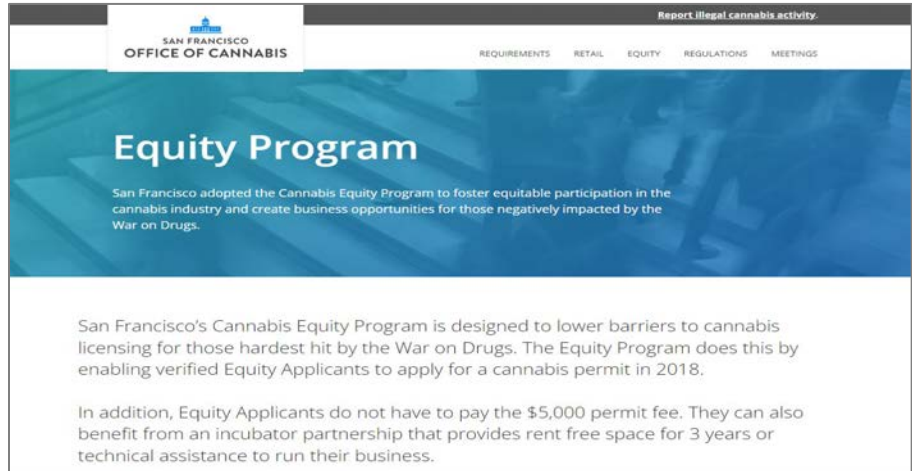 Report illegal cannabis activity.
SAN FRANCISCO
OFFICE OF CANNABIS
REQUIREMENTS RETAIL EQUITY REGULATIONS MEETINGS
Equity Program
San Francisco adopted the Cannabis Equity Program to foster equitable participation in the
cannabis industry and create business opportunities for those negatively impacted by the
War on Drugs.
San Francisco's Cannabis Equity Program is designed to lower barriers to cannabis
licensing for those hardest hit by the War on Drugs. The Equity Program does this by
enabling verified Equity Applicants to apply for a cannabis permit in 2018.
In addition, Equity Applicants do not have to pay the $5,000 permit fee. They can also
benefit from an incubator partnership that provides rent free space for 3 years or
technical assistance to run their business.